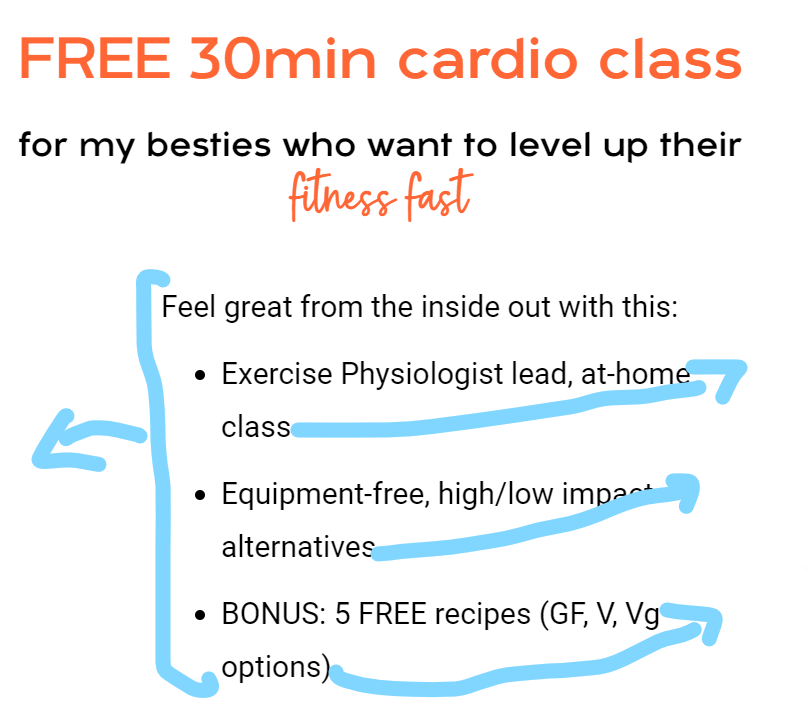 FREE 30min cardio class
for my besties who want to level up their
fitness fast
Feel great from the inside out with this:
• Exercise Physiologist lead, at-home
class
• Equipment-free, high/low impact
alternatives
• BONUS: 5 FREE recipes (GF, V, Vg
options)